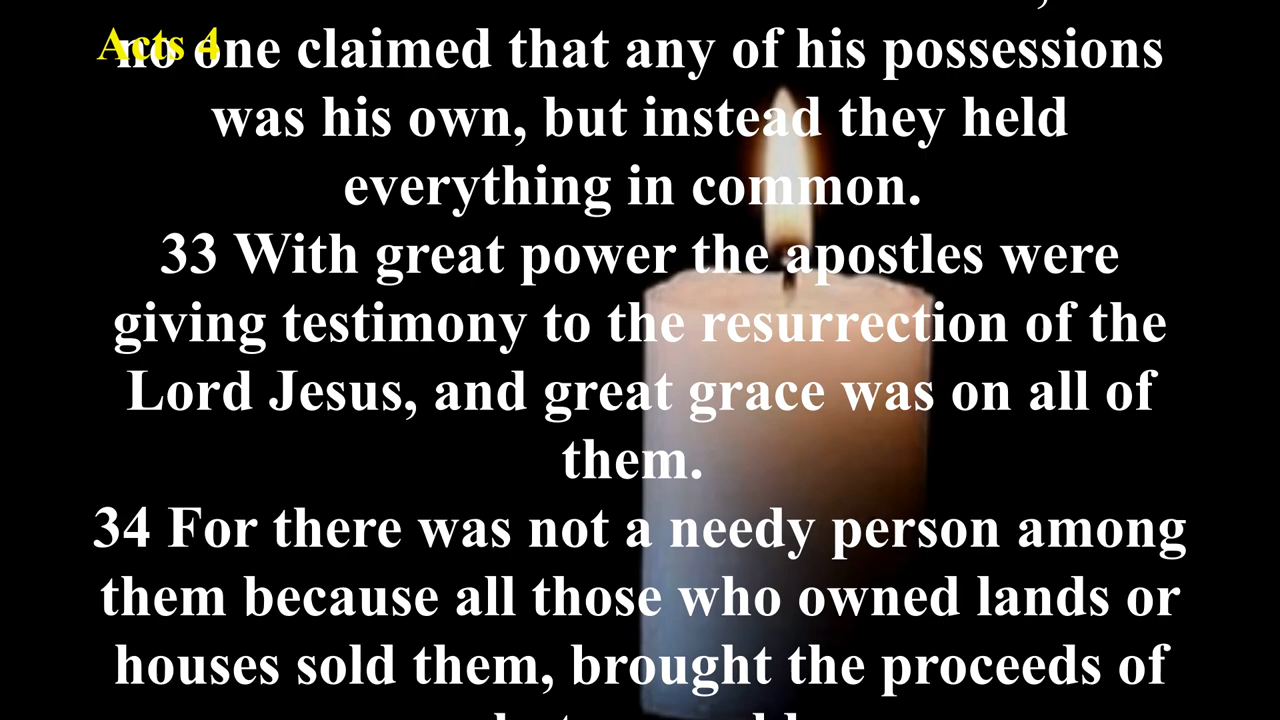 Acts 4
no one claimed that any of his possessions
was his own, but instead they held
everything in common.
33 With great power the apostles were
giving testimony to the resurrection of the
Lord Jesus, and great grace was on all of
them.
34 For there was not a needy person among
them because all those who owned lands or
houses sold them, brought the proceeds of